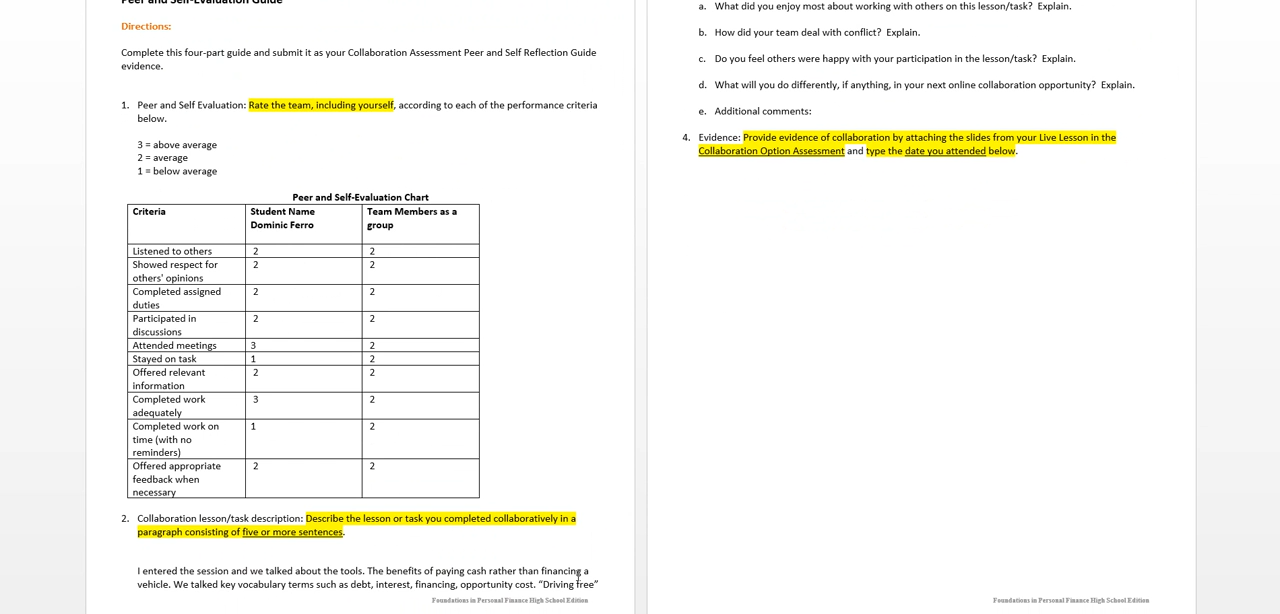 Peer and Self-Evaluation Guide
Directions:
Complete this four-part guide and submit it as your Collaboration Assessment Peer and Self Reflection Guide
evidence.
1. Peer and Self Evaluation: Rate the team, including yourself, according to each of the performance criteria
below.
3 = above average
2 = average
1 = below average
Peer and Self-Evaluation Chart
Criteria Student Name Team Members as a
Dominic Ferro group
Listened to others 2 2
Showed respect for 2 2
others' opinions
Completed assigned 2 2
duties
Participated in 2 2
discussions
Attended meetings 3 2
Stayed on task 1 2
Offered relevant 2 2
information
Completed work 3 2
adequately
Completed work on 1 2
time (with no
reminders)
Offered appropriate 2 2
feedback when
necessary
2. Collaboration lesson/task description: Describe the lesson or task you completed collaboratively in a
paragraph consisting of five or more sentences.
I entered the session and we talked about the tools. The benefits of paying cash rather than financing a
vehicle. We talked key vocabulary terms such as debt, interest, financing, opportunity cost. “Driving free”
Foundations in Personal Finance High School Edition
a. What did you enjoy most about working with others on this lesson/task? Explain.
b. How did your team deal with conflict? Explain.
c. Do you feel others were happy with your participation in the lesson/task? Explain.
d. What will you do differently, if anything, in your next online collaboration opportunity? Explain.
e. Additional comments:
4. Evidence: Provide evidence of collaboration by attaching the slides from your Live Lesson in the
Collaboration Option Assessment and type the date you attended below.
Foundations in Personal Finance High School Edition